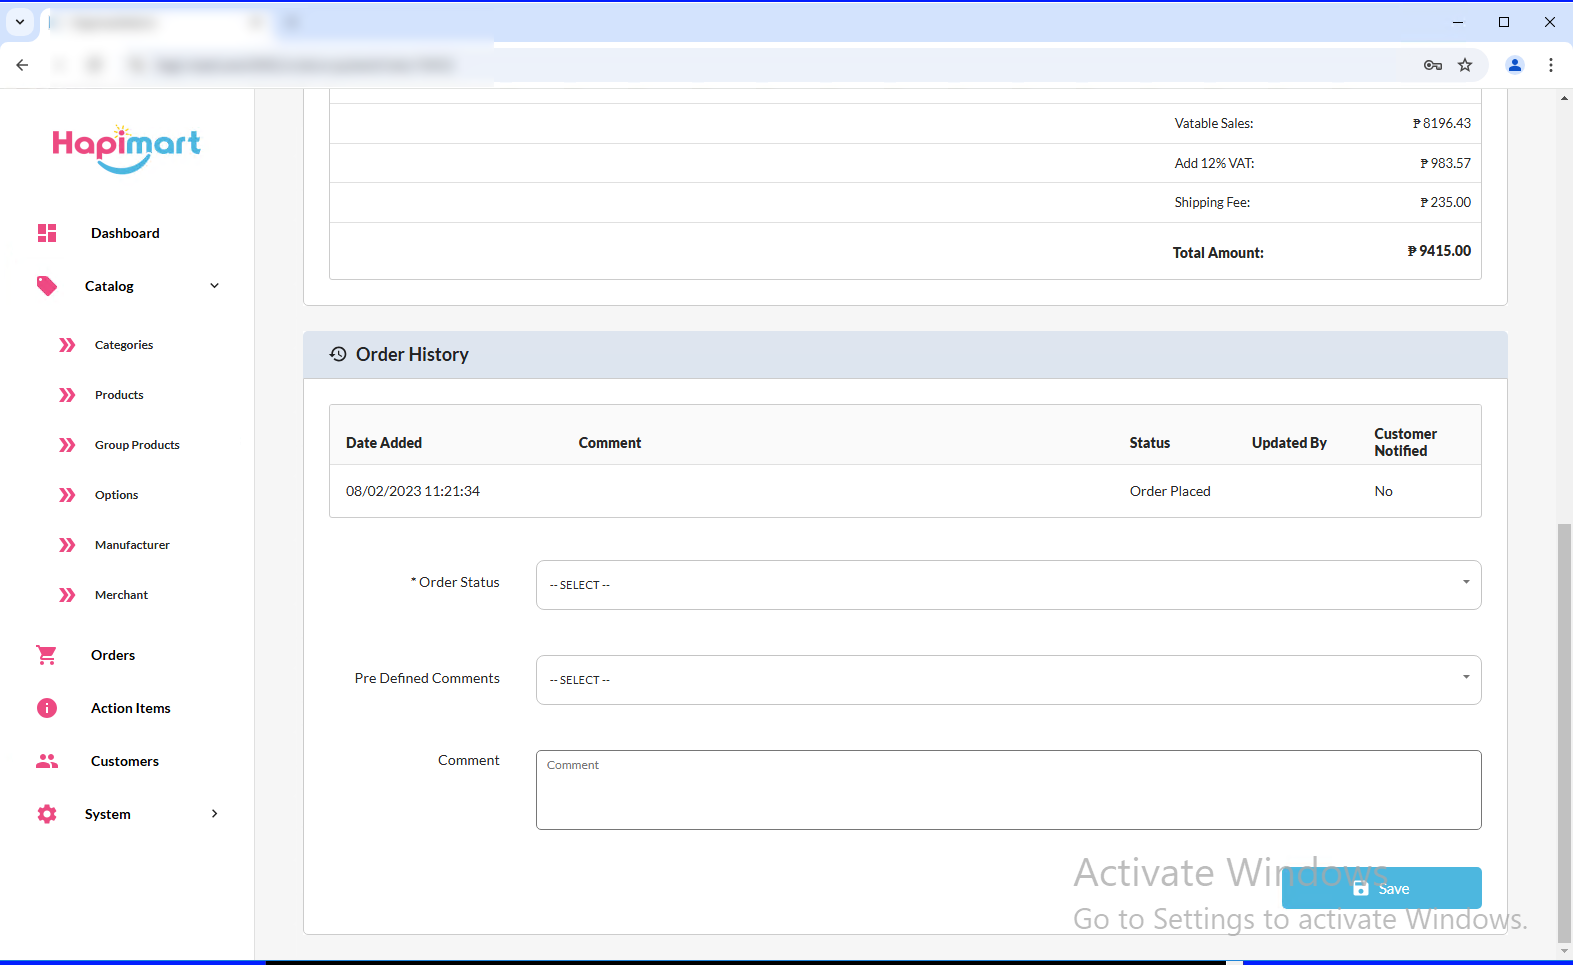 Hapimart
Dashboard
Catalog
Categories
Products
Group Products
Options
Manufacturer
Merchant
Orders
Action Items
Customers
System
Vatable Sales: ₱ 8196.43
Add 12% VAT: ₱ 983.57
Shipping Fee: ₱ 235.00
Total Amount: ₱ 9415.00
Order History
Date Added Comment Status Updated By Customer Notified
08/02/2023 11:21:34 Order Placed No
* Order Status -- SELECT --
Pre Defined Comments -- SELECT --
Comment Comment
Save
Activate Windows
Go to Settings to activate Windows.